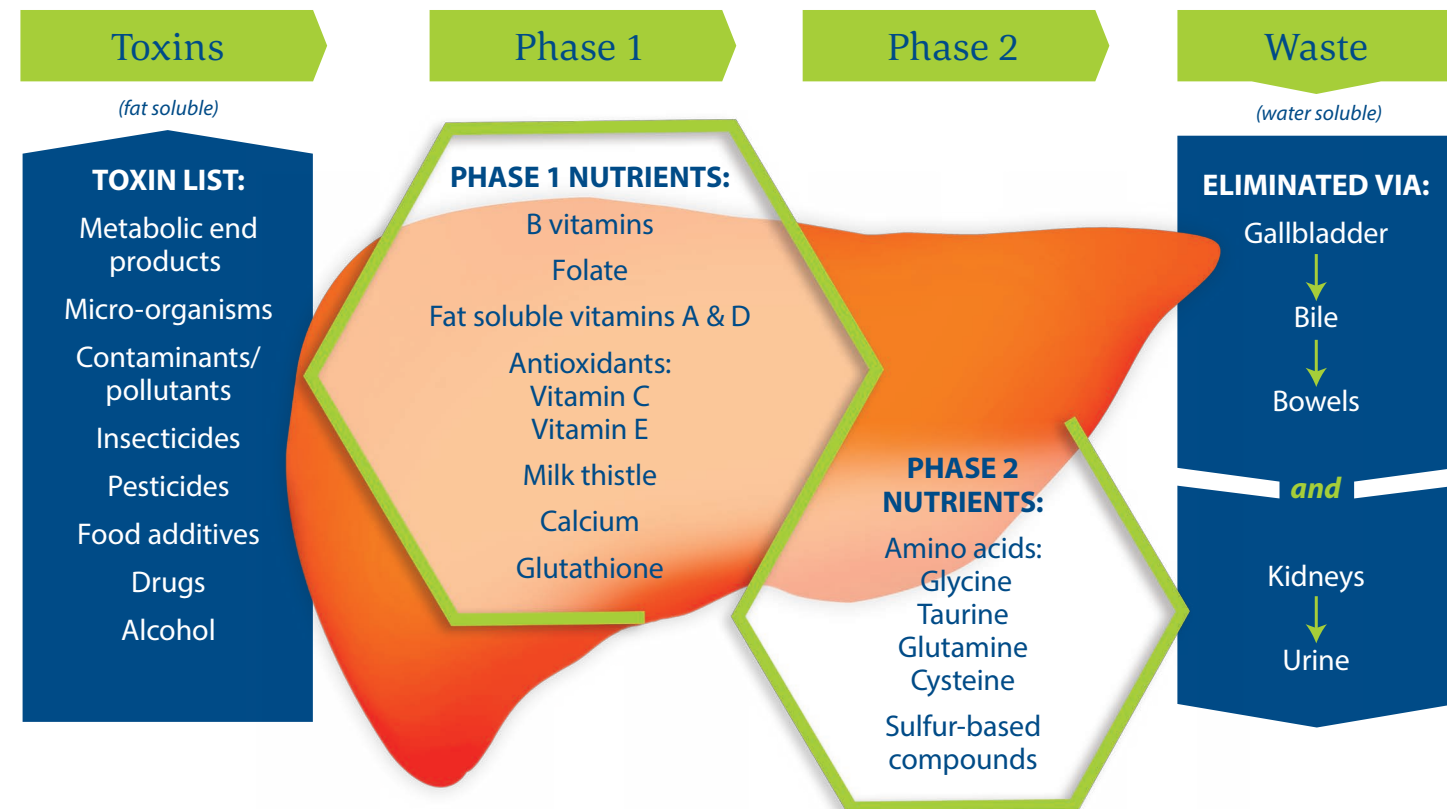 Toxins
Phase 1
Phase 2
Waste
(fat soluble)
(water soluble)
TOXIN LIST:
Metabolic end
products
Micro-organisms
Contaminants/
pollutants
Insecticides
Pesticides
Food additives
Drugs
Alcohol
PHASE 1 NUTRIENTS:
B vitamins
Folate
Fat soluble vitamins A & D
Antioxidants:
Vitamin C
Vitamin E
Milk thistle
Calcium
Glutathione
PHASE 2
NUTRIENTS:
Amino acids:
Glycine
Taurine
Glutamine
Cysteine
Sulfur-based
compounds
ELIMINATED VIA:
Gallbladder
Bile
Bowels
and
Kidneys
Urine